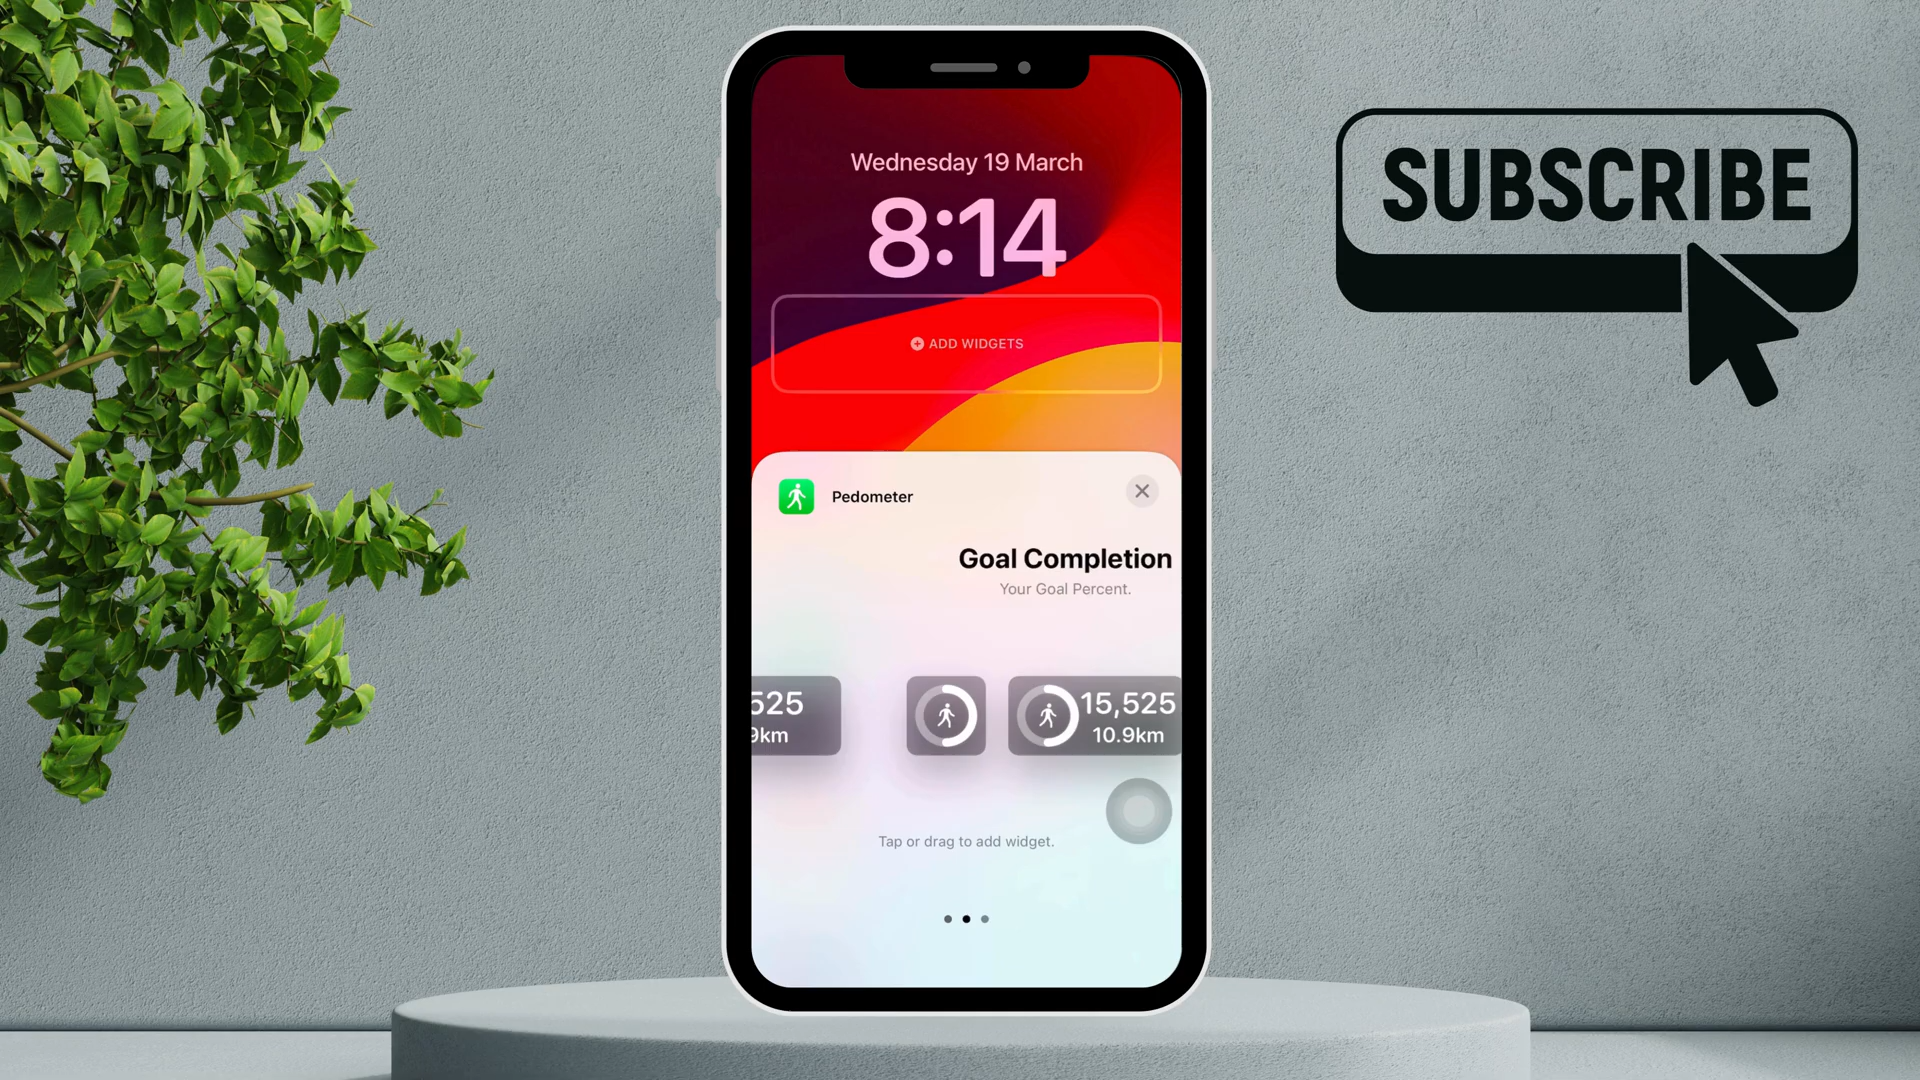 Wednesday 19 March
8:14
ADD WIDGETS
SUBSCRIBE
Pedometer
Goal Completion
Your Goal Percent.
525
9km
15,525
10.9km
Tap or drag to add widget.